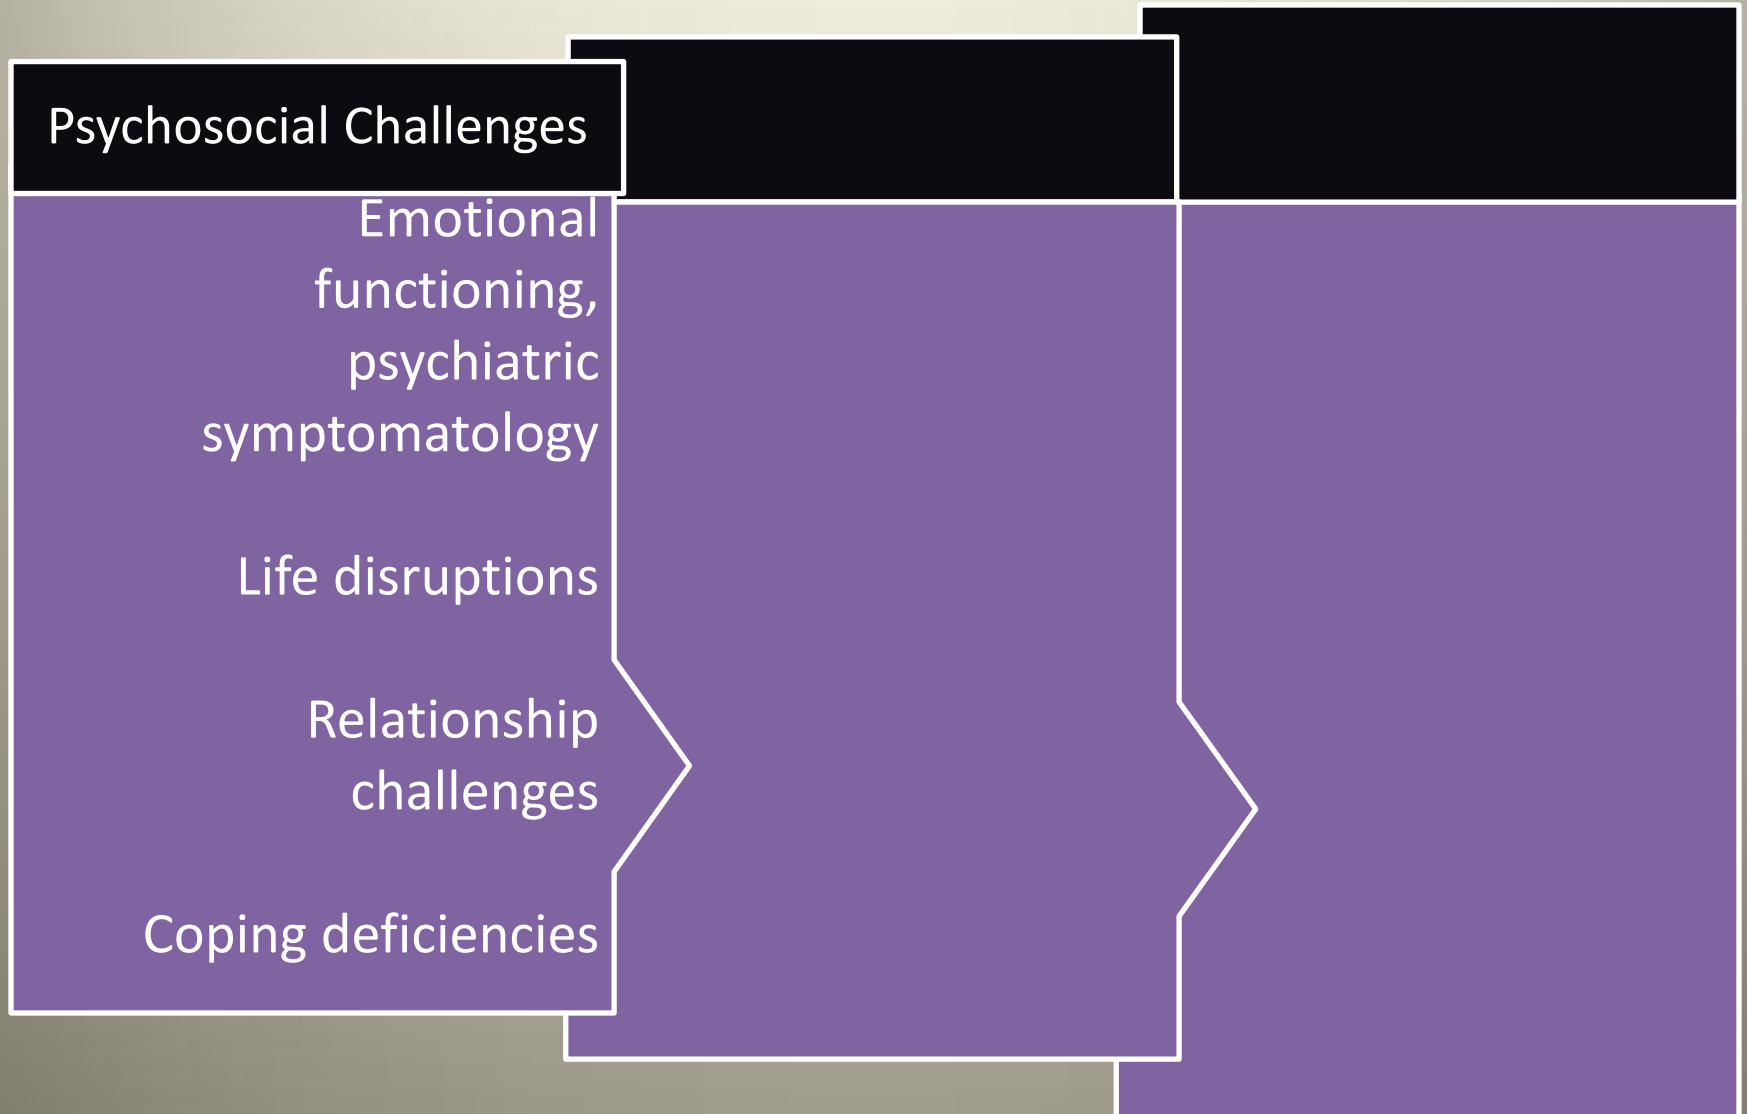 Psychosocial Challenges
Emotional
functioning,
psychiatric
symptomatology
Life disruptions
Relationship
challenges
Coping deficiencies